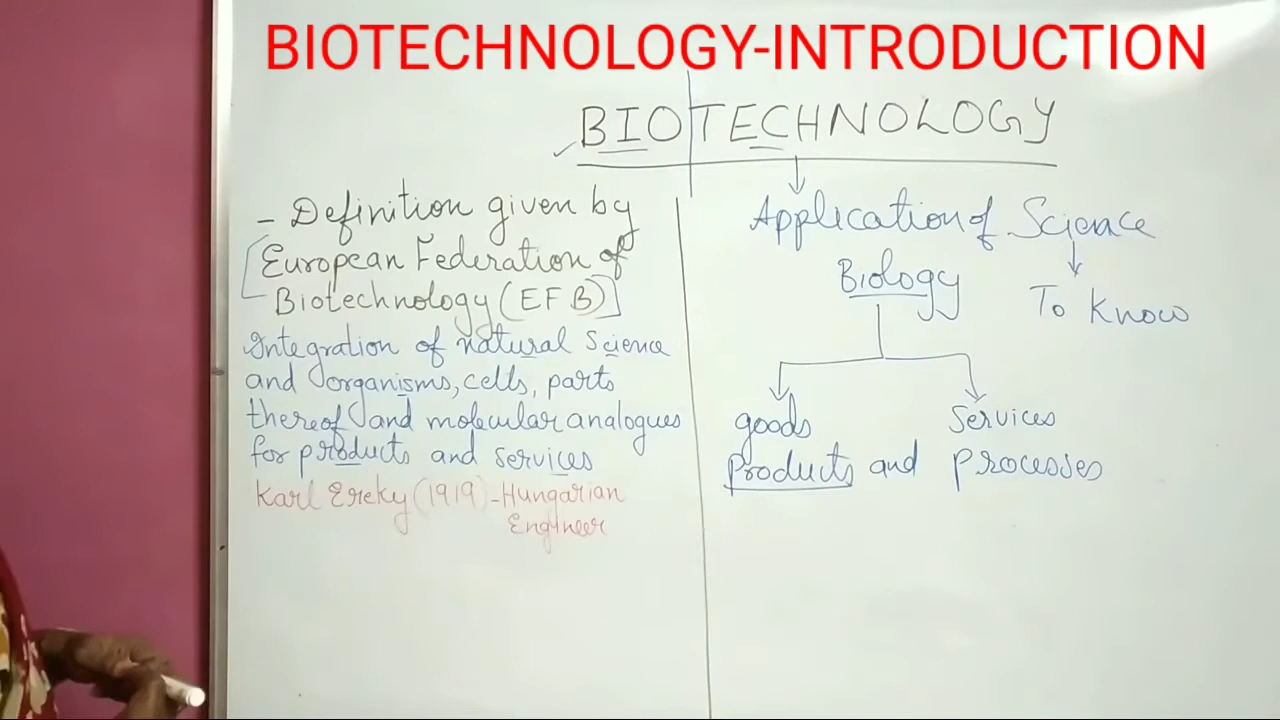 BIOTECHNOLOGY-INTRODUCTION
BIOTECHNOLOGY
- Definition given by
European Federation of
Biotechnology (EFB)
Integration of natural Science
and organisms, cells, parts
thereof and molecular analogues
for products and services
Karl Ereky (1919) - Hungarian
Engineer
Application of Science
Biology
To Know
goods
Services
products and processes